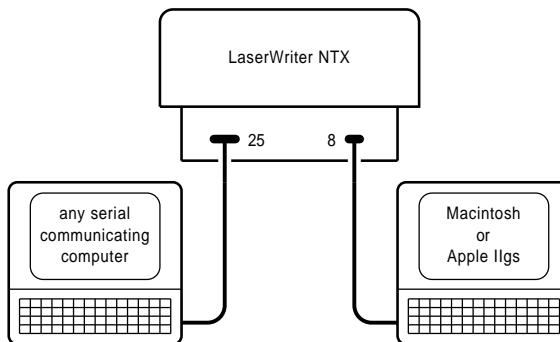 LaserWriter NTX
25
8
any serial
communicating
computer
Macintosh
or
Apple IIgs